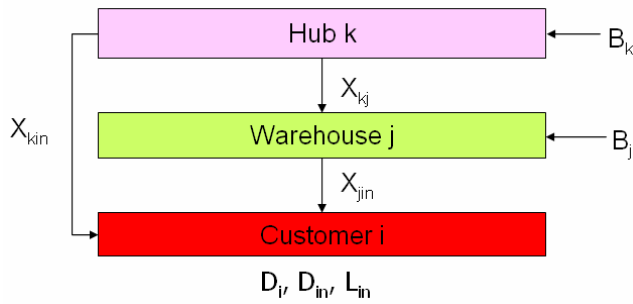 Hub k
B_k
X_kj
X_kin
Warehouse j
B_j
X_jin
Customer i
D_i, D_in, L_in